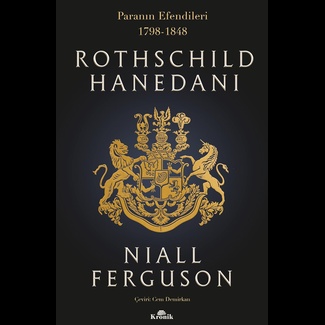 Paranın Efendileri
1798-1848
ROTHSCHILD
HANEDANI
NIALL
FERGUSON
Çeviri: Cem Demirkan
Kronik